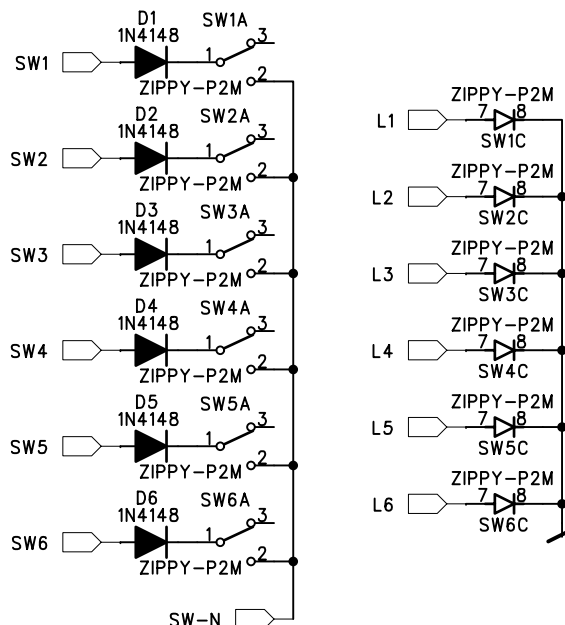 D1
1N4148
SW1A
SW1
1
3
2
ZIPPY-P2M
D2
1N4148
SW2A
SW2
1
3
2
ZIPPY-P2M
D3
1N4148
SW3A
SW3
1
3
2
ZIPPY-P2M
D4
1N4148
SW4A
SW4
1
3
2
ZIPPY-P2M
D5
1N4148
SW5A
SW5
1
3
2
ZIPPY-P2M
D6
1N4148
SW6A
SW6
1
3
2
ZIPPY-P2M
SW-N
ZIPPY-P2M
L1
7
8
SW1C
ZIPPY-P2M
L2
7
8
SW2C
ZIPPY-P2M
L3
7
8
SW3C
ZIPPY-P2M
L4
7
8
SW4C
ZIPPY-P2M
L5
7
8
SW5C
ZIPPY-P2M
L6
7
8
SW6C